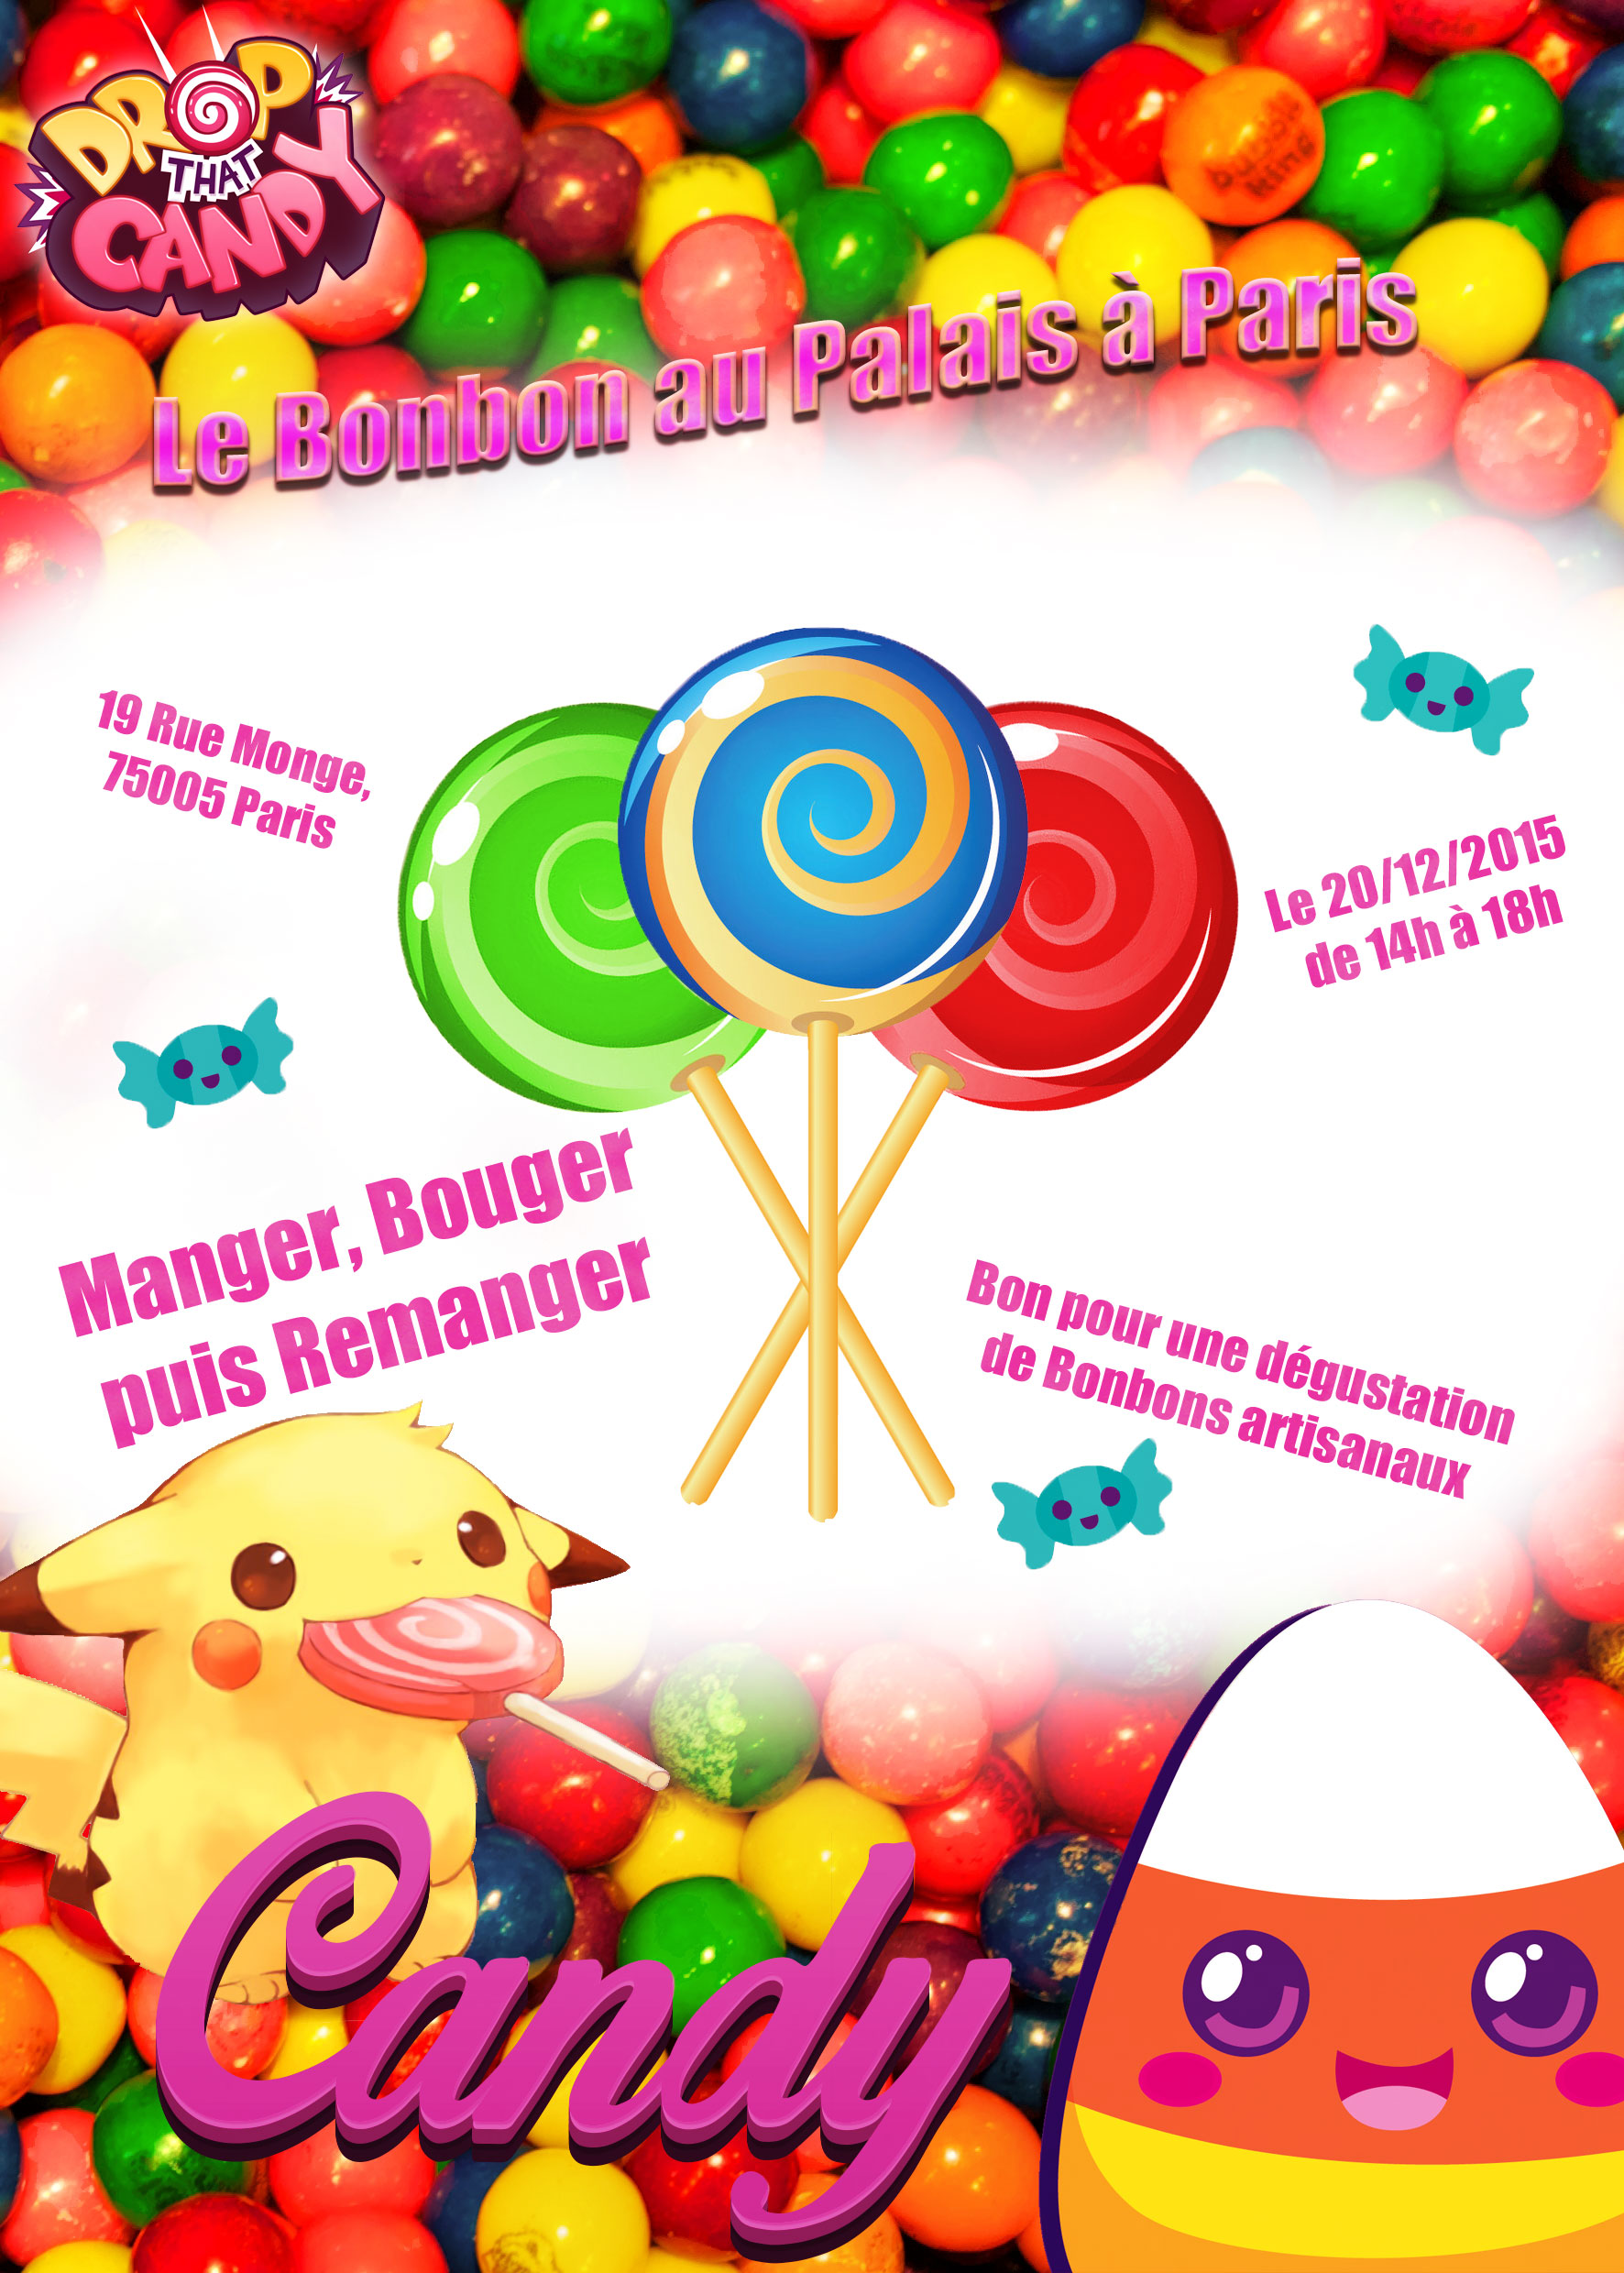 DROP
THAT
CANDY
Le Bonbon au Palais à Paris
19 Rue Monge,
75005 Paris
Le 20/12/2015
de 14h à 18h
Manger, Bouger
puis Remanger
Bon pour une dégustation
de Bonbons artisanaux
Candy